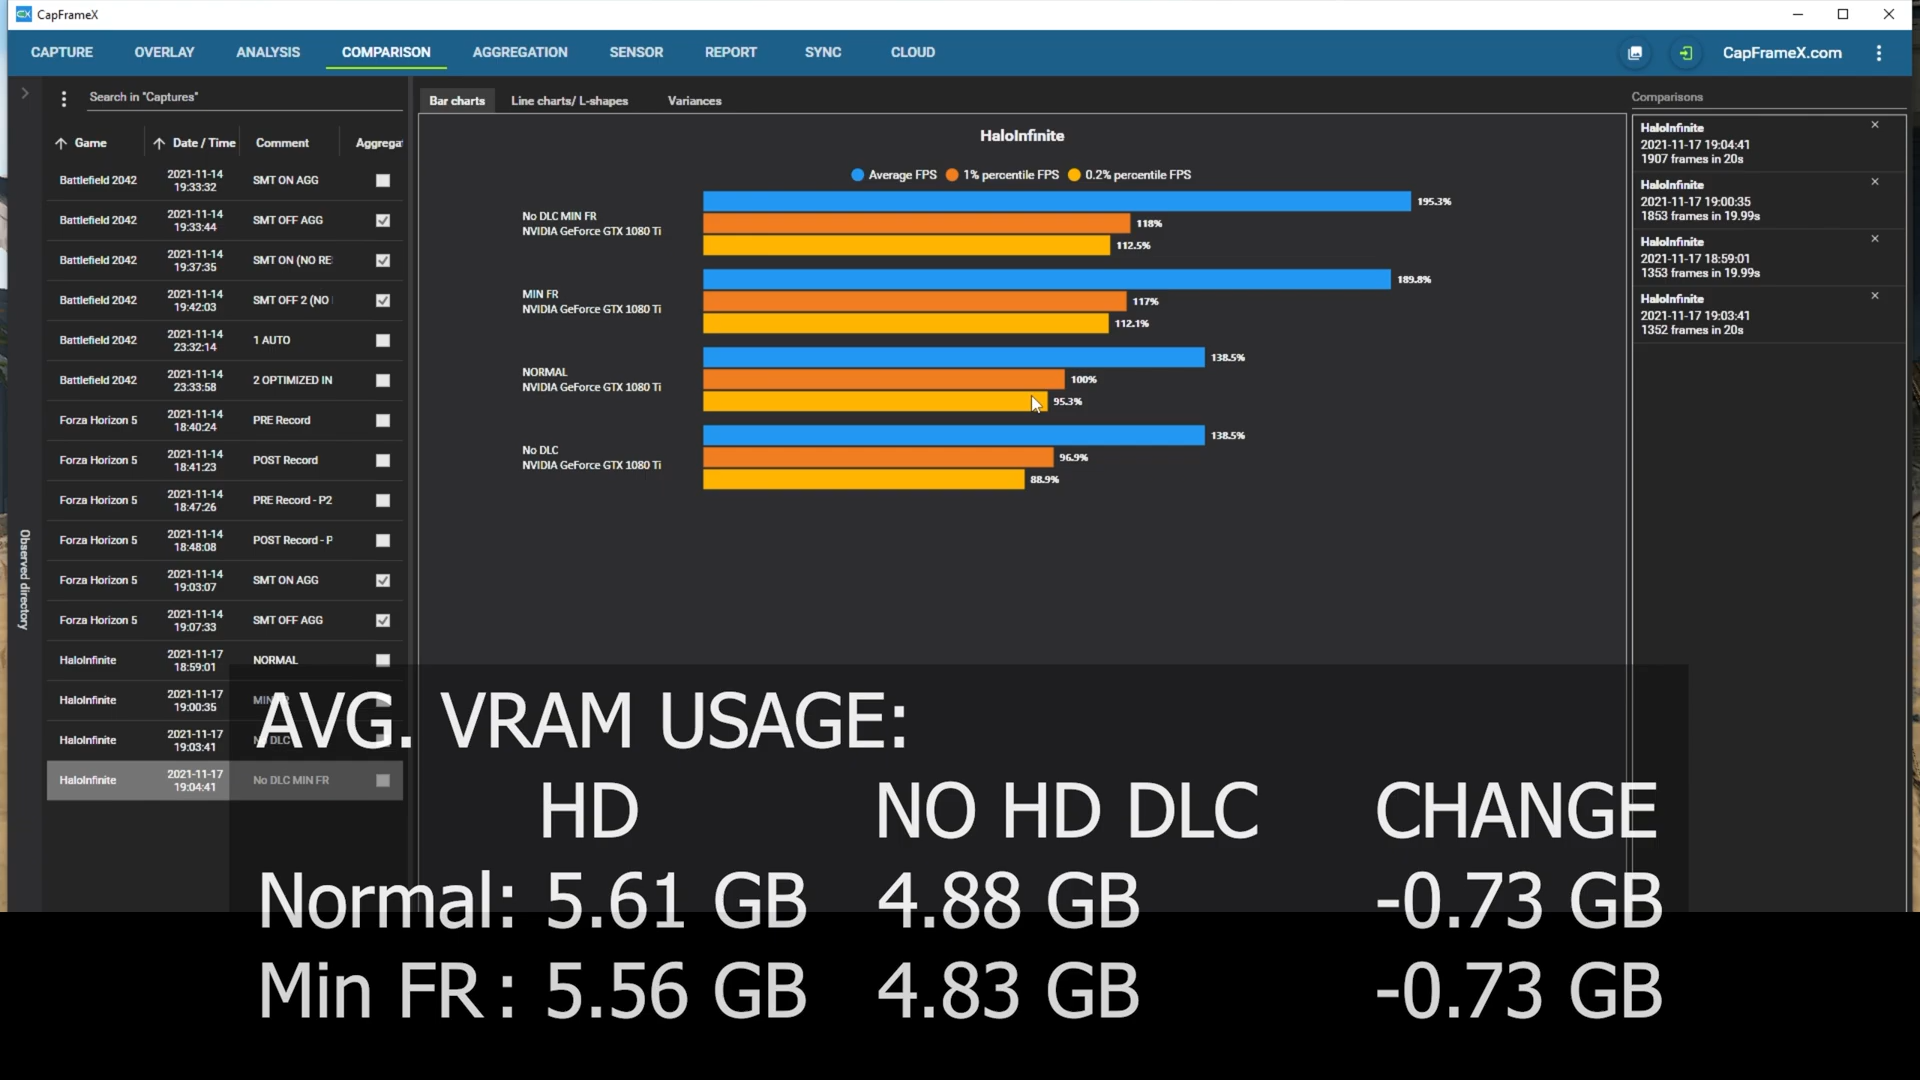 CapFrameX
CAPTURE OVERLAY ANALYSIS COMPARISON AGGREGATION SENSOR REPORT SYNC CLOUD CapFrameX.com
Search in "Captures"
Game Date / Time Comment Aggregat
Battlefield 2042 2021-11-14 19:33:32 SMT ON AGG
Battlefield 2042 2021-11-14 19:33:44 SMT OFF AGG
Battlefield 2042 2021-11-14 19:37:35 SMT ON (NO RE
Battlefield 2042 2021-11-14 19:42:03 SMT OFF 2 (NO
Battlefield 2042 2021-11-14 23:32:14 1 AUTO
Battlefield 2042 2021-11-14 23:33:58 2 OPTIMIZED IN
Forza Horizon 5 2021-11-14 18:40:24 PRE Record
Forza Horizon 5 2021-11-14 18:41:23 POST Record
Forza Horizon 5 2021-11-14 18:47:26 PRE Record - P2
Forza Horizon 5 2021-11-14 18:48:08 POST Record - P
Forza Horizon 5 2021-11-14 19:03:07 SMT ON AGG
Forza Horizon 5 2021-11-14 19:07:33 SMT OFF AGG
HaloInfinite 2021-11-17 18:59:01 NORMAL
HaloInfinite 2021-11-17 19:00:35
HaloInfinite 2021-11-17 19:03:41 DLC
HaloInfinite 2021-11-17 19:04:41 No DLC MIN FR
Observed directory
Bar charts Line charts/ L-shapes Variances
HaloInfinite
Average FPS 1% percentile FPS 0.2% percentile FPS
No DLC MIN FR
NVIDIA GeForce GTX 1080 Ti
195.3%
118%
112.5%
MIN FR
NVIDIA GeForce GTX 1080 Ti
189.8%
117%
112.1%
NORMAL
NVIDIA GeForce GTX 1080 Ti
138.5%
100%
95.3%
No DLC
NVIDIA GeForce GTX 1080 Ti
138.5%
96.9%
88.9%
Comparisons
HaloInfinite
2021-11-17 19:04:41
1907 frames in 20s
HaloInfinite
2021-11-17 19:00:35
1853 frames in 19.99s
HaloInfinite
2021-11-17 18:59:01
1353 frames in 19.99s
HaloInfinite
2021-11-17 19:03:41
1352 frames in 20s
AVG. VRAM USAGE:
HD NO HD DLC CHANGE
Normal: 5.61 GB 4.88 GB -0.73 GB
Min FR : 5.56 GB 4.83 GB -0.73 GB